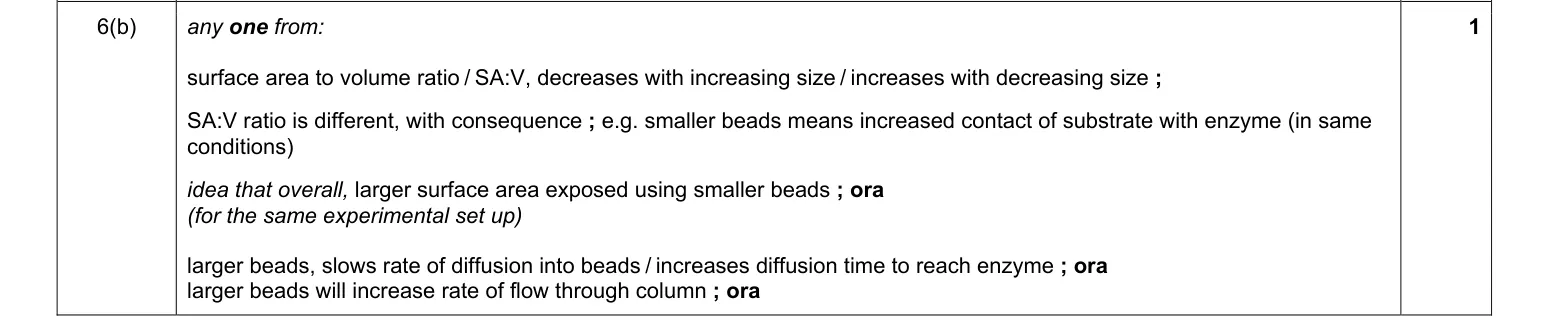 6(b)
any one from:
1
surface area to volume ratio / SA:V, decreases with increasing size / increases with decreasing size ;
SA:V ratio is different, with consequence ; e.g. smaller beads means increased contact of substrate with enzyme (in same
conditions)
idea that overall, larger surface area exposed using smaller beads ; ora
(for the same experimental set up)
larger beads, slows rate of diffusion into beads / increases diffusion time to reach enzyme ; ora
larger beads will increase rate of flow through column ; ora